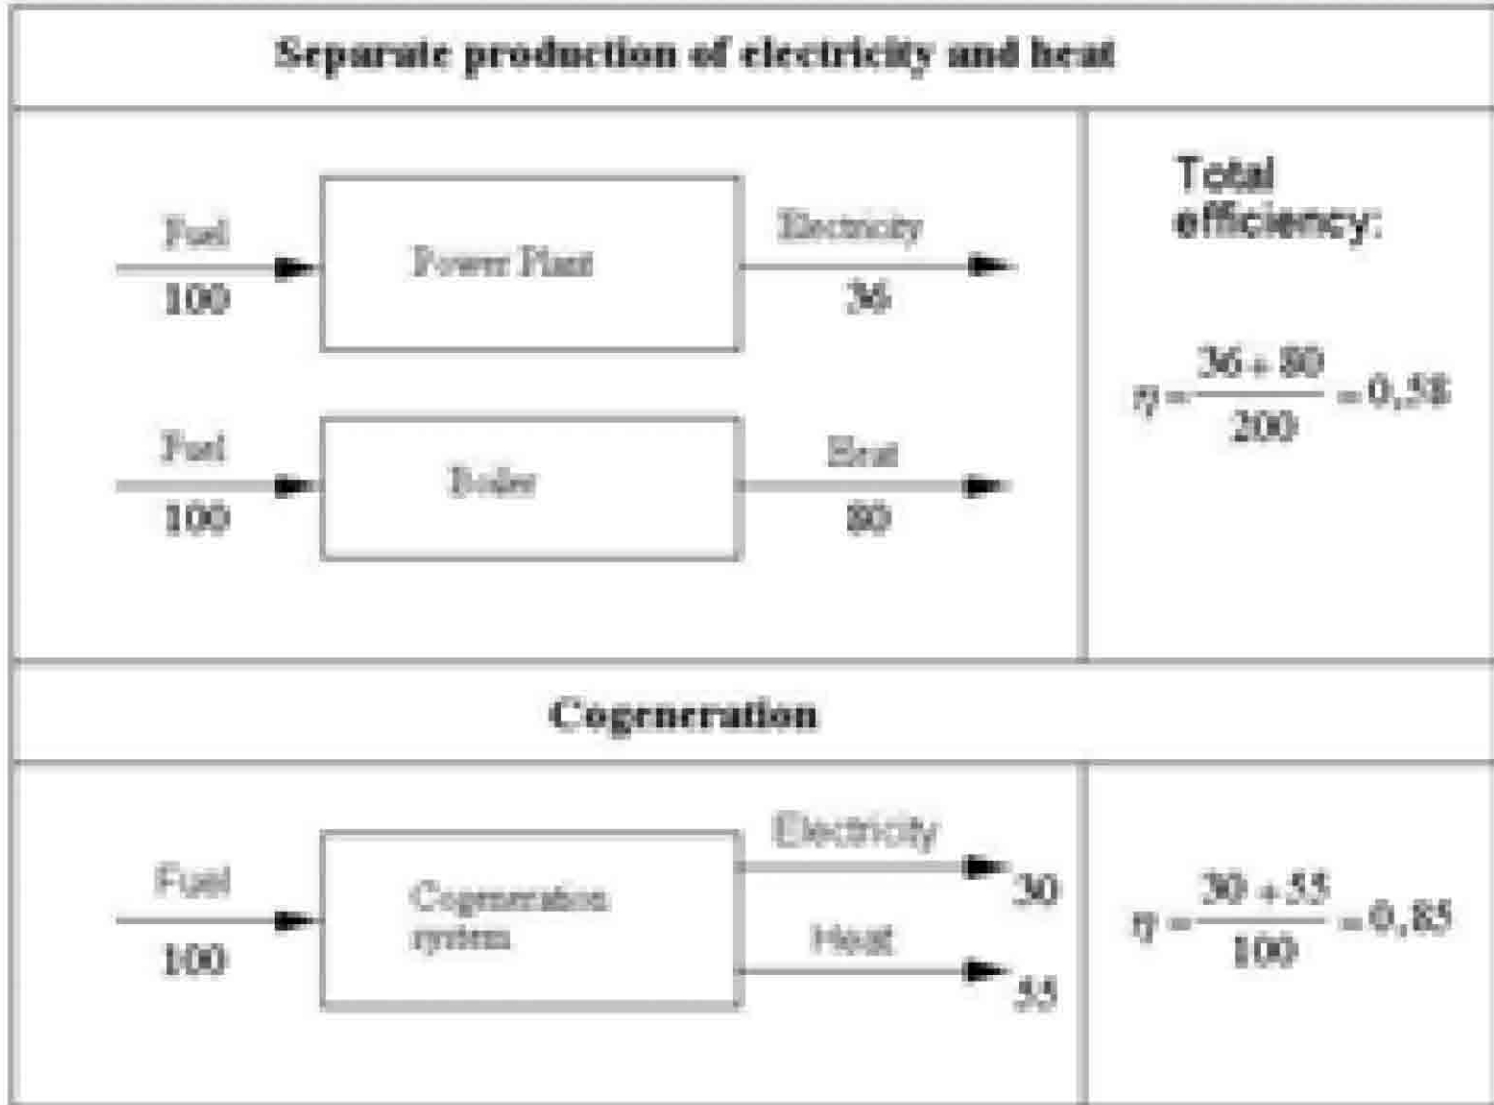 Separate production of electricity and heat
Total
efficiency:
Fuel
100
Power Plant
Electricity
36
η = 36 + 80 / 200 = 0,58
Fuel
100
Boiler
Heat
80
Cogeneration
Fuel
100
Cogeneration
system
Electricity
30
Heat
55
η = 30 + 55 / 100 = 0,85